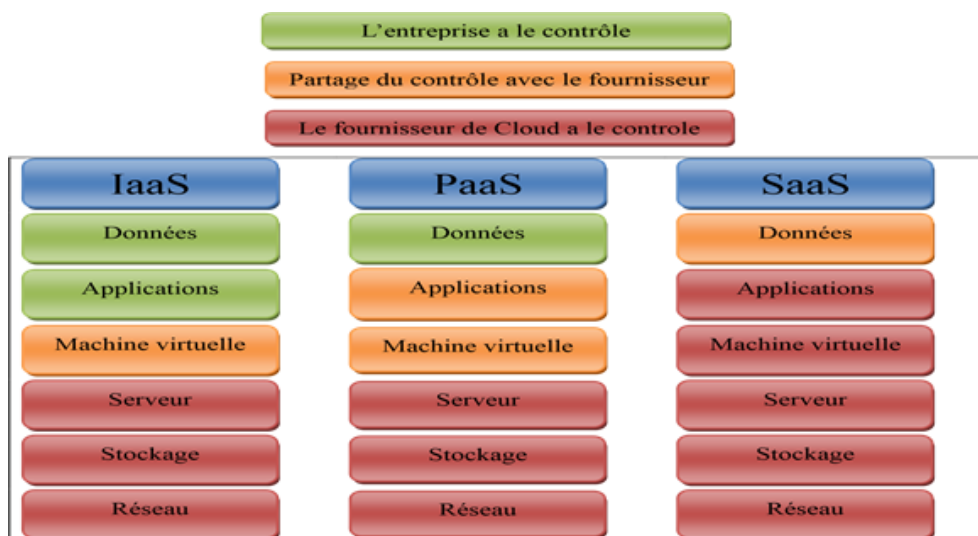 L'entreprise a le contrôle
Partage du contrôle avec le fournisseur
Le fournisseur de Cloud a le controle
IaaS PaaS SaaS
Données Données Données
Applications Applications Applications
Machine virtuelle Machine virtuelle Machine virtuelle
Serveur Serveur Serveur
Stockage Stockage Stockage
Réseau Réseau Réseau